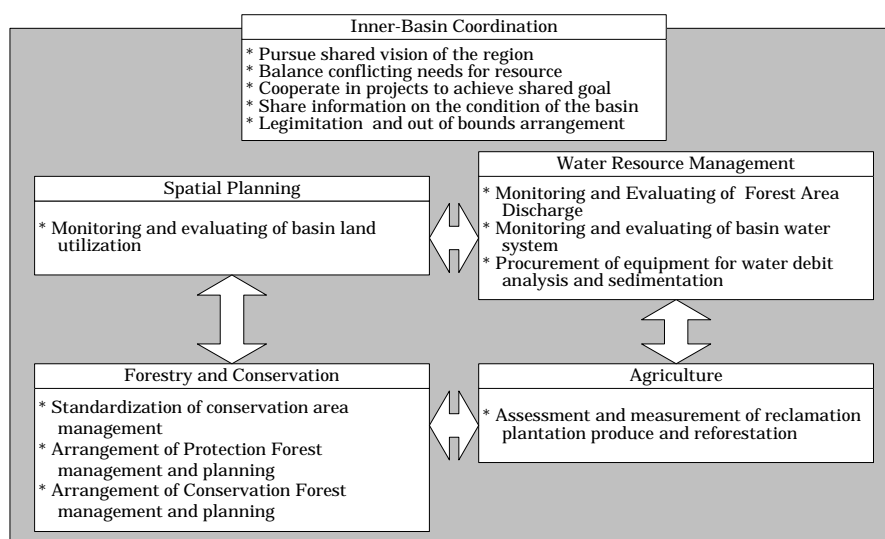 Inner-Basin Coordination
* Pursue shared vision of the region
* Balance conflicting needs for resource
* Cooperate in projects to achieve shared goal
* Share information on the condition of the basin
* Legimitation and out of bounds arrangement
Spatial Planning
* Monitoring and evaluating of basin land
utilization
Water Resource Management
* Monitoring and Evaluating of Forest Area
Discharge
* Monitoring and evaluating of basin water
system
* Procurement of equipment for water debit
analysis and sedimentation
Forestry and Conservation
* Standardization of conservation area
management
* Arrangement of Protection Forest
management and planning
* Arrangement of Conservation Forest
management and planning
Agriculture
* Assessment and measurement of reclamation
plantation produce and reforestation